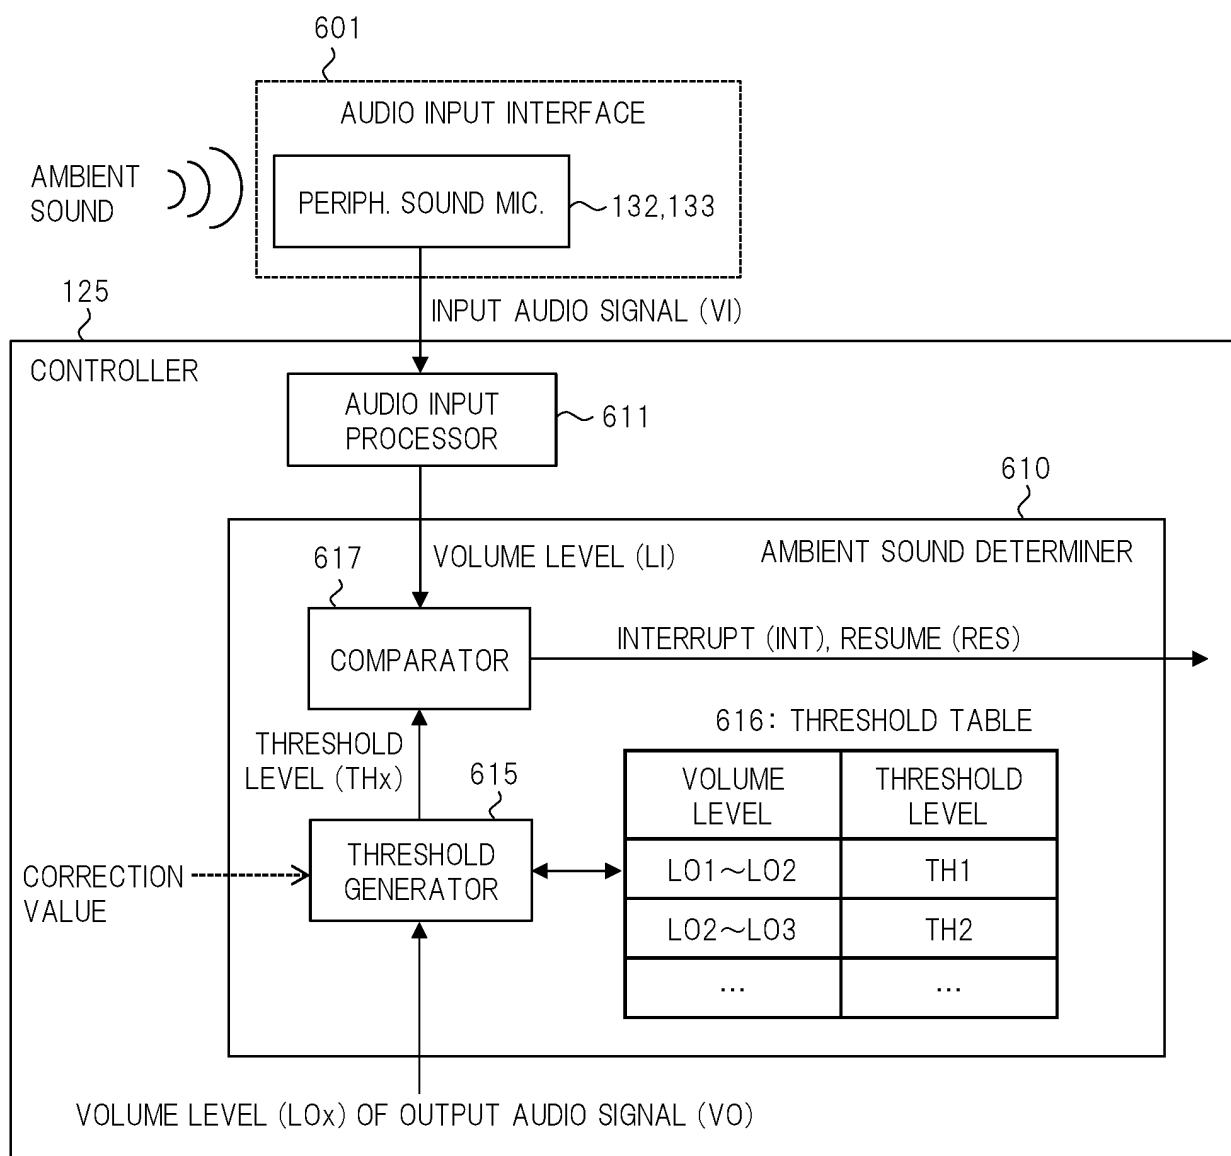 601
AUDIO INPUT INTERFACE
AMBIENT
SOUND
PERIPH. SOUND MIC.
132,133
125
INPUT AUDIO SIGNAL (VI)
CONTROLLER
AUDIO INPUT
PROCESSOR
611
610
617
VOLUME LEVEL (LI)
AMBIENT SOUND DETERMINER
COMPARATOR
INTERRUPT (INT), RESUME (RES)
THRESHOLD
LEVEL (THx)
616: THRESHOLD TABLE
615
VOLUME
LEVEL
THRESHOLD
LEVEL
THRESHOLD
GENERATOR
LO1～LO2
TH1
CORRECTION
VALUE
LO2～LO3
TH2
...
...
VOLUME LEVEL (LOx) OF OUTPUT AUDIO SIGNAL (VO)